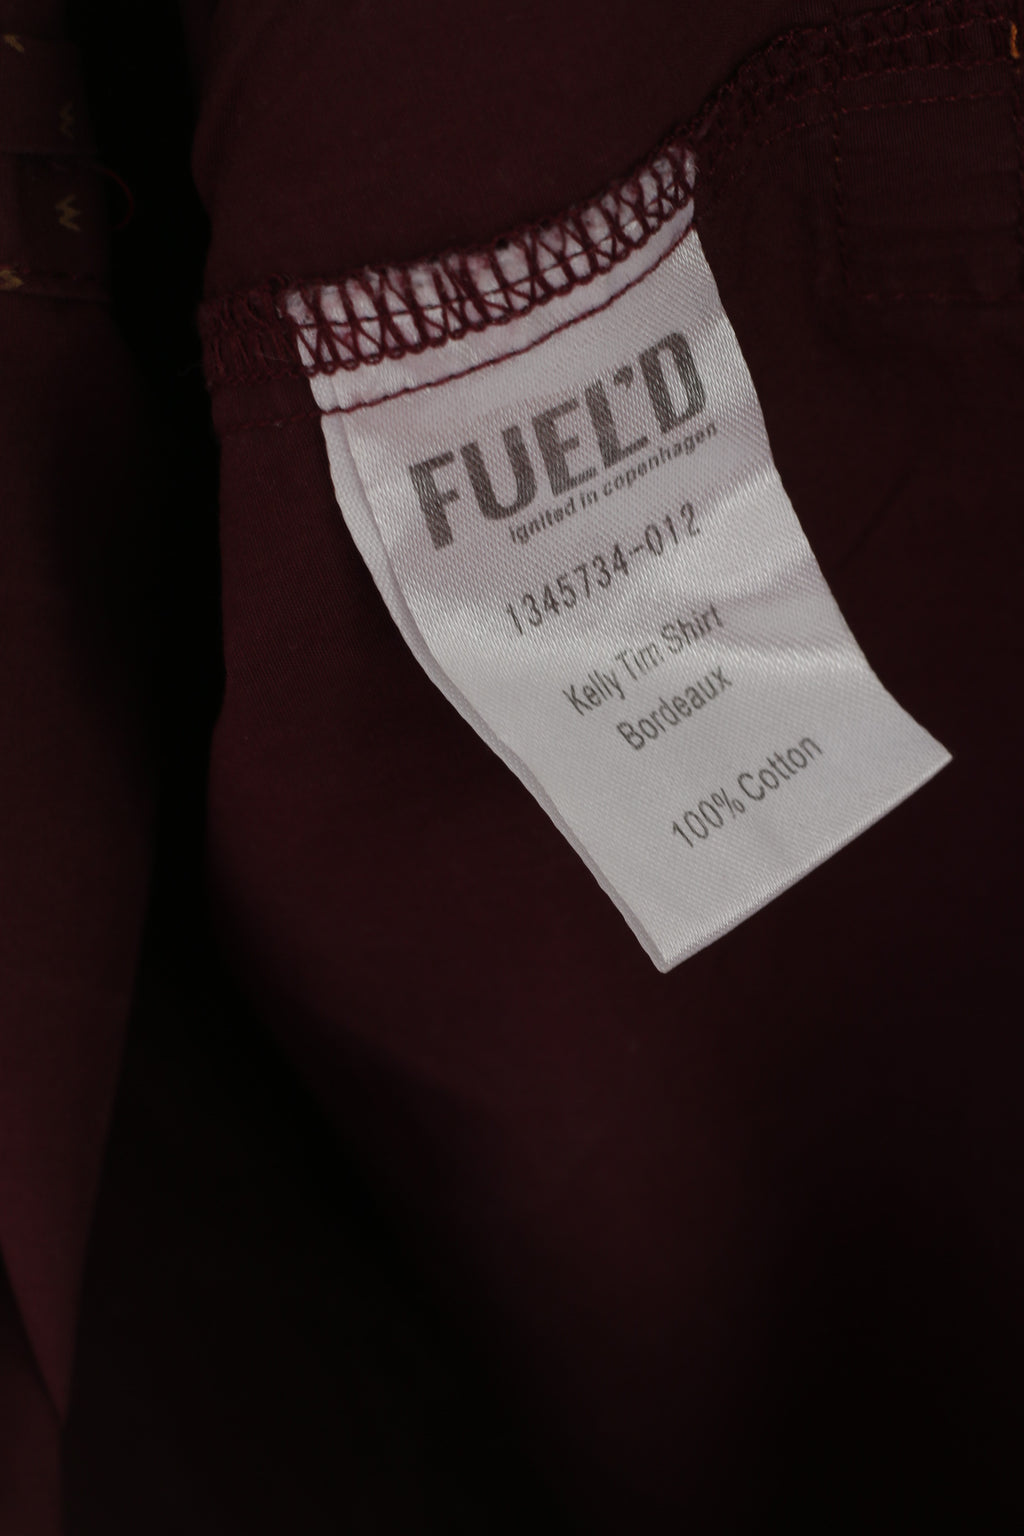 FUEL'D
ignited in copenhagen
1345734-012
Kelly Tim Shirt
Bordeaux
100% Cotton